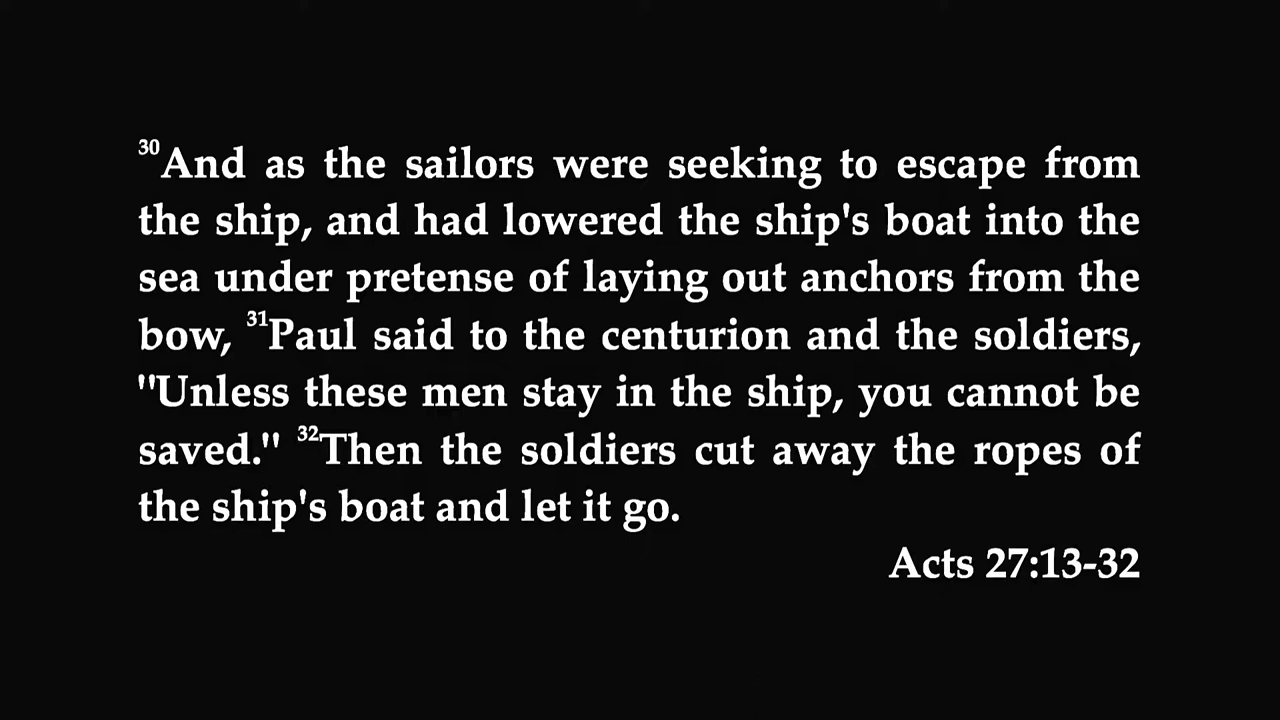 30And as the sailors were seeking to escape from
the ship, and had lowered the ship's boat into the
sea under pretense of laying out anchors from the
bow, 31Paul said to the centurion and the soldiers,
"Unless these men stay in the ship, you cannot be
saved." 32Then the soldiers cut away the ropes of
the ship's boat and let it go.
Acts 27:13-32